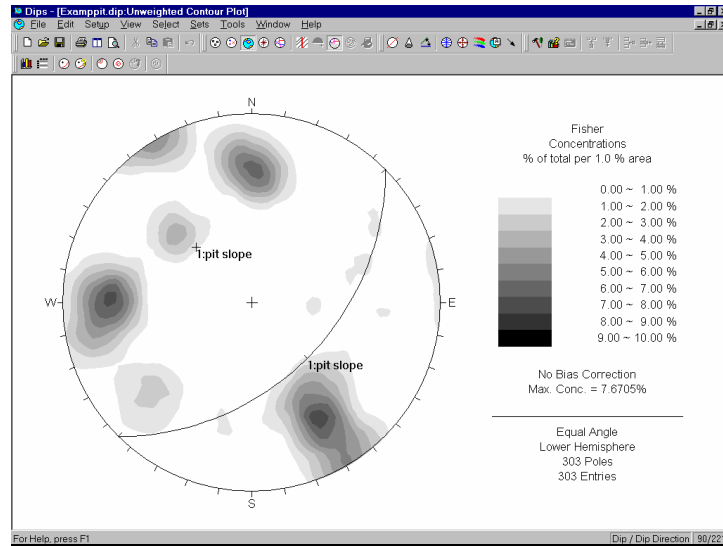 Dips - [Examppit.dip:Unweighted Contour Plot]
File Edit Setup View Select Sets Tools Window Help
N
W
E
S
1:pit slope
1:pit slope
Fisher
Concentrations
% of total per 1.0 % area
0.00 ~ 1.00 %
1.00 ~ 2.00 %
2.00 ~ 3.00 %
3.00 ~ 4.00 %
4.00 ~ 5.00 %
5.00 ~ 6.00 %
6.00 ~ 7.00 %
7.00 ~ 8.00 %
8.00 ~ 9.00 %
9.00 ~ 10.00 %
No Bias Correction
Max. Conc. = 7.6705%
Equal Angle
Lower Hemisphere
303 Poles
303 Entries
For Help, press F1
Dip / Dip Direction 90/22